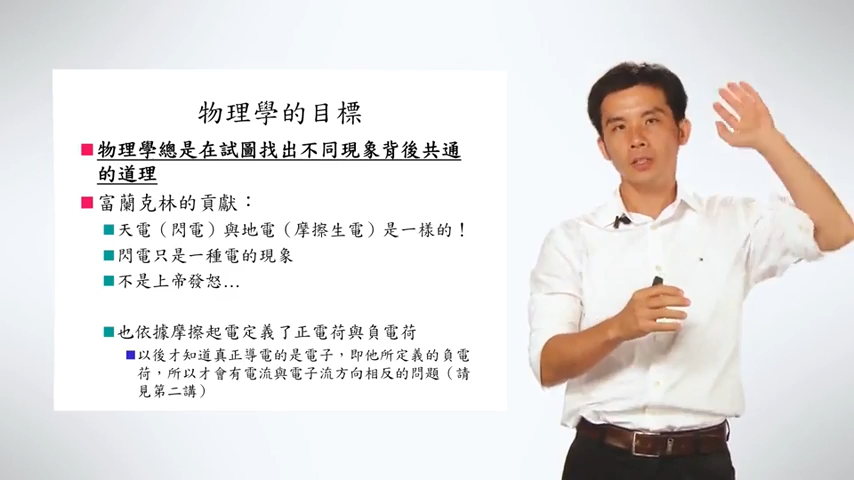 物理學的目標
物理學總是在試圖找出不同現象背後共通
的道理
富蘭克林的貢獻：
天電（閃電）與地電（摩擦生電）是一樣的！
閃電只是一種電的現象
不是上帝發怒…
也依據摩擦起電定義了正電荷與負電荷
以後才知道真正導電的是電子，即他所定義的負電
荷，所以才會有電流與電子流方向相反的問題（請
見第二講）